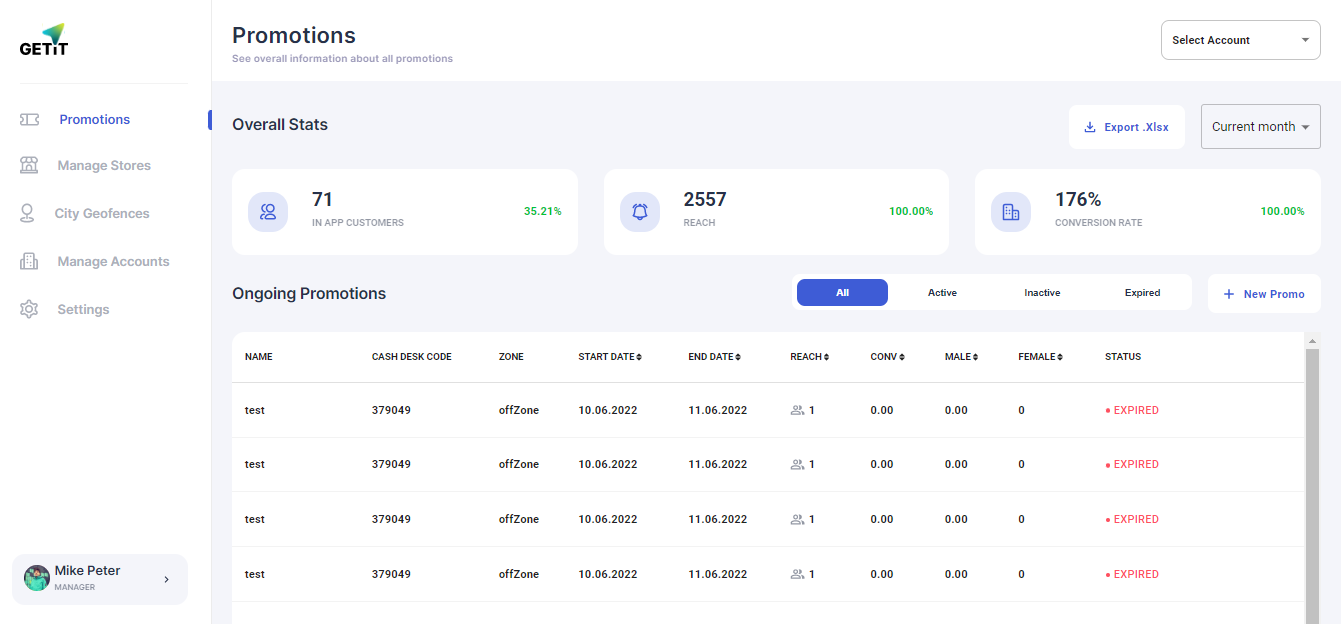 GETIT
Promotions
See overall information about all promotions
Select Account
Promotions
Manage Stores
City Geofences
Manage Accounts
Settings
Mike Peter
MANAGER
Overall Stats
Export .Xlsx
Current month
71
IN APP CUSTOMERS
35.21%
2557
REACH
100.00%
176%
CONVERSION RATE
100.00%
Ongoing Promotions
All Active Inactive Expired
+ New Promo
NAME CASH DESK CODE ZONE START DATE END DATE REACH CONV MALE FEMALE STATUS
test 379049 offZone 10.06.2022 11.06.2022 1 0.00 0.00 0 • EXPIRED
test 379049 offZone 10.06.2022 11.06.2022 1 0.00 0.00 0 • EXPIRED
test 379049 offZone 10.06.2022 11.06.2022 1 0.00 0.00 0 • EXPIRED
test 379049 offZone 10.06.2022 11.06.2022 1 0.00 0.00 0 • EXPIRED